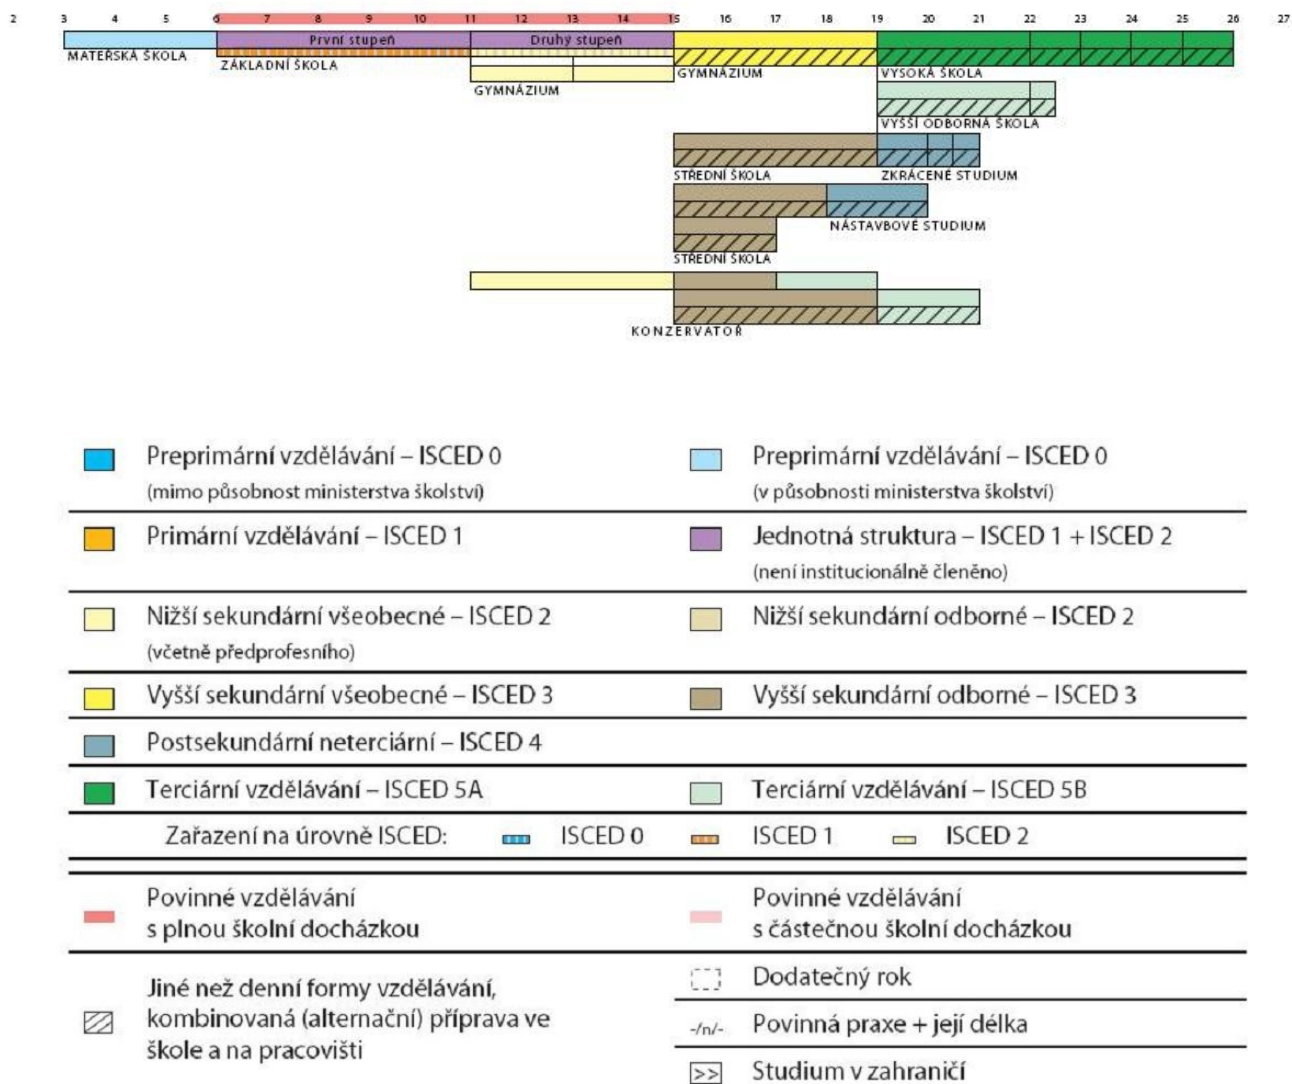 2 3 4 5 6 7 8 9 10 11 12 13 14 15 16 17 18 19 20 21 22 23 24 25 26 27
První stupeň Druhý stupeň
MATEŘSKÁ ŠKOLA ZÁKLADNÍ ŠKOLA GYMNÁZIUM VYSOKÁ ŠKOLA
GYMNÁZIUM
VYŠŠÍ ODBORNÁ ŠKOLA
STŘEDNÍ ŠKOLA ZKRÁCENÉ STUDIUM
NÁSTAVBOVÉ STUDIUM
STŘEDNÍ ŠKOLA
KONZERVATOŘ
Preprimární vzdělávání – ISCED 0 Preprimární vzdělávání – ISCED 0
(mimo působnost ministerstva školství) (v působnosti ministerstva školství)
Primární vzdělávání – ISCED 1 Jednotná struktura – ISCED 1 + ISCED 2
(není institucionálně členěno)
Nižší sekundární všeobecné – ISCED 2 Nižší sekundární odborné – ISCED 2
(včetně předprofesního)
Vyšší sekundární všeobecné – ISCED 3 Vyšší sekundární odborné – ISCED 3
Postsekundární neterciární – ISCED 4
Terciární vzdělávání – ISCED 5A Terciární vzdělávání – ISCED 5B
Zařazení na úrovně ISCED: ISCED 0 ISCED 1 ISCED 2
Povinné vzdělávání Povinné vzdělávání
s plnou školní docházkou s částečnou školní docházkou
Jiné než denní formy vzdělávání,
kombinovaná (alternační) příprava ve
škole a na pracovišti
Dodatečný rok
-/n/- Povinná praxe + její délka
>> Studium v zahraničí